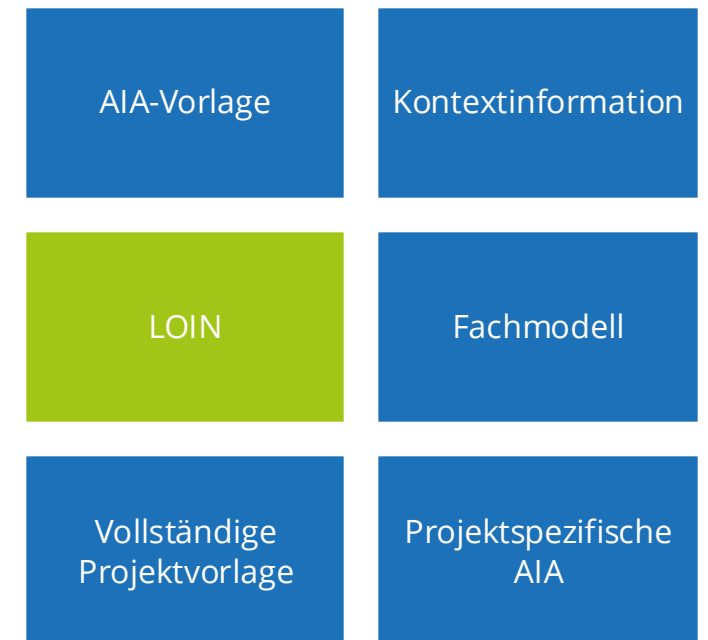 AIA-Vorlage
Kontextinformation
LOIN
Fachmodell
Vollständige
Projektvorlage
Projektspezifische
AIA